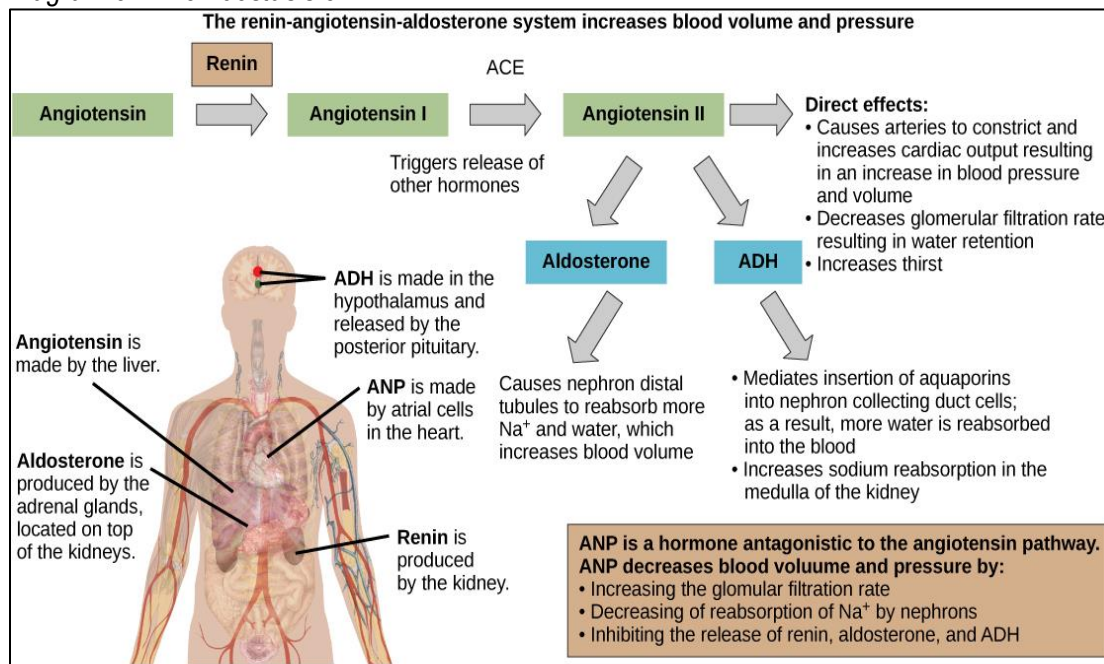 The renin-angiotensin-aldosterone system increases blood volume and pressure
Renin
ACE
Angiotensin
Angiotensin I
Angiotensin II
Triggers release of
other hormones
Direct effects:
• Causes arteries to constrict and
increases cardiac output resulting
in an increase in blood pressure
and volume
• Decreases glomerular filtration rate
resulting in water retention
• Increases thirst
Aldosterone
ADH
ADH is made in the
hypothalamus and
released by the
posterior pituitary.
Angiotensin is
made by the liver.
ANP is made
by atrial cells
in the heart.
Aldosterone is
produced by the
adrenal glands,
located on top
of the kidneys.
Renin is
produced
by the kidney.
Causes nephron distal
tubules to reabsorb more
Na⁺ and water, which
increases blood volume
• Mediates insertion of aquaporins
into nephron collecting duct cells;
as a result, more water is reabsorbed
into the blood
• Increases sodium reabsorption in the
medulla of the kidney
ANP is a hormone antagonistic to the angiotensin pathway.
ANP decreases blood voluume and pressure by:
• Increasing the glomular filtration rate
• Decreasing of reabsorption of Na⁺ by nephrons
• Inhibiting the release of renin, aldosterone, and ADH